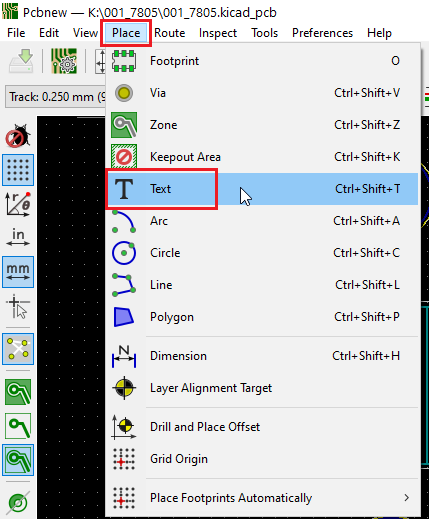 Pcbnew — K:\001_7805\001_7805.kicad_pcb
File Edit View Place Route Inspect Tools Preferences Help
Track: 0.250 mm (9
Footprint O
Via Ctrl+Shift+V
Zone Ctrl+Shift+Z
Keepout Area Ctrl+Shift+K
Text Ctrl+Shift+T
Arc Ctrl+Shift+A
in
Circle Ctrl+Shift+C
mm
Line Ctrl+Shift+L
Polygon Ctrl+Shift+P
N
Dimension Ctrl+Shift+H
Layer Alignment Target
Drill and Place Offset
Grid Origin
Place Footprints Automatically